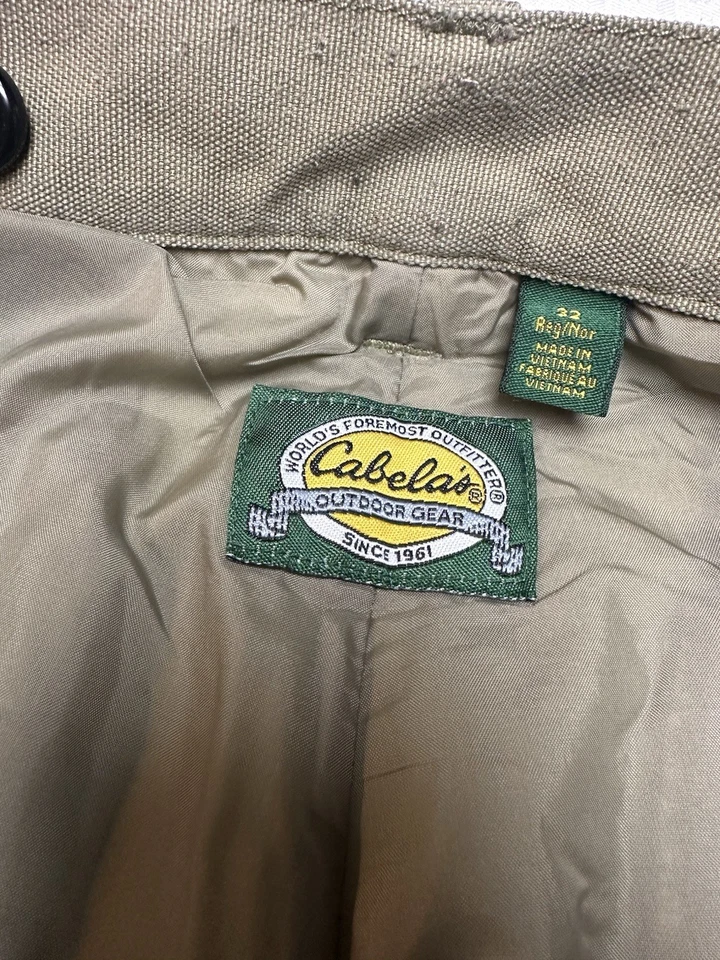 32
Reg/Nor
MADE IN
VIETNAM
FABRIQUE AU
VIETNAM
WORLD'S FOREMOST OUTFITTER®
Cabela's®
OUTDOOR GEAR
SINCE 1961